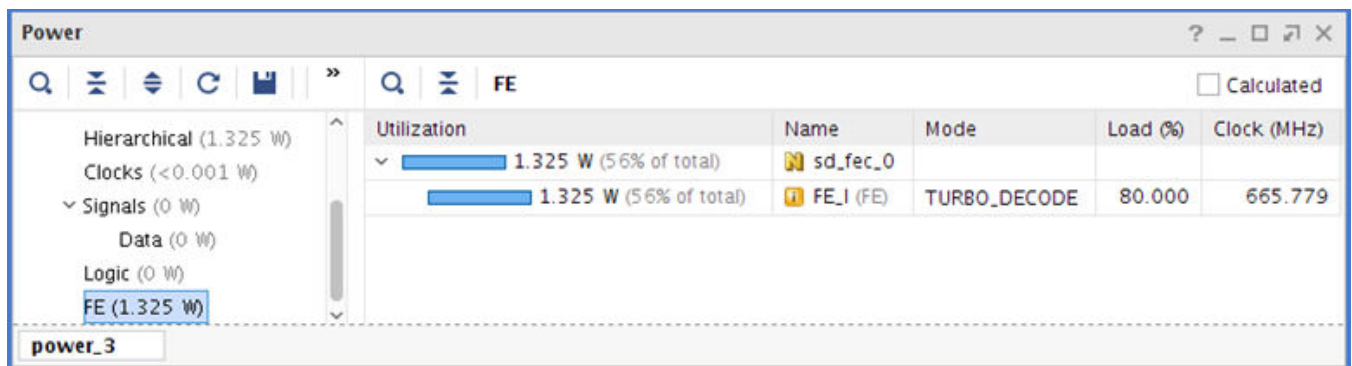 Power
FE
Calculated
Hierarchical (1.325 W)
Clocks (<0.001 W)
Signals (0 W)
Data (0 W)
Logic (0 W)
FE (1.325 W)
Utilization Name Mode Load (%) Clock (MHz)
1.325 W (56% of total) sd_fec_0
1.325 W (56% of total) FE_I (FE) TURBO_DECODE 80.000 665.779
power_3